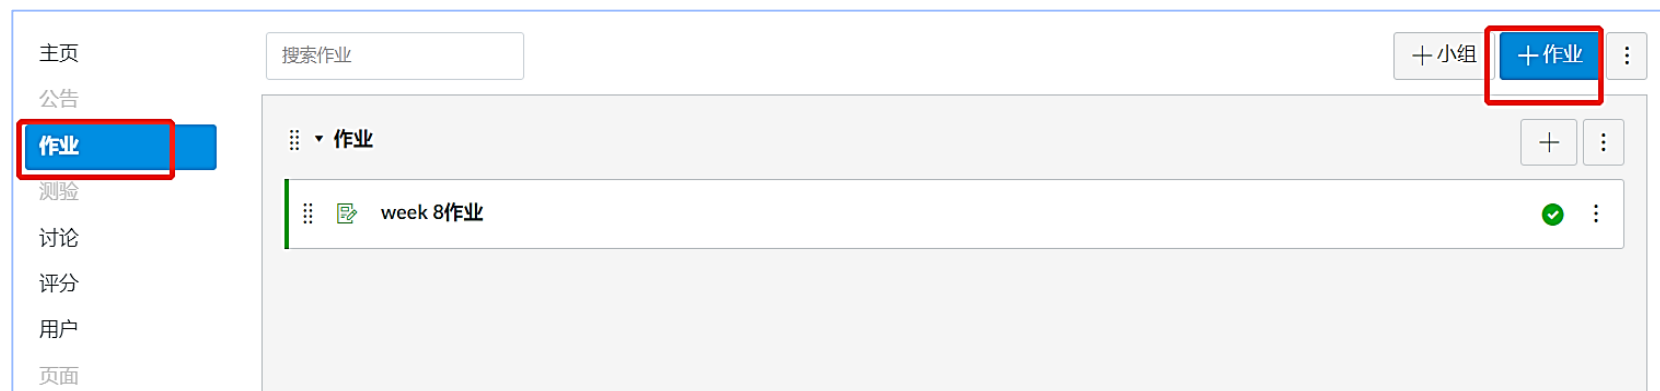 主页
公告
作业
测验
讨论
评分
用户
页面
搜索作业
+小组
+作业
作业
week 8作业